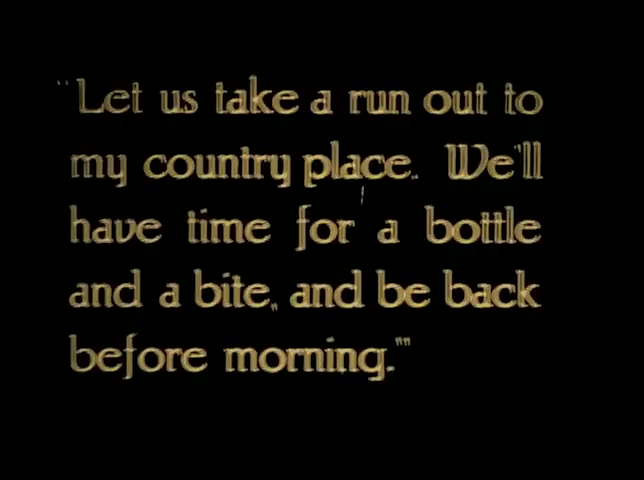 "Let us take a run out to
my country place. We'll
have time for a bottle
and a bite, and be back
before morning."